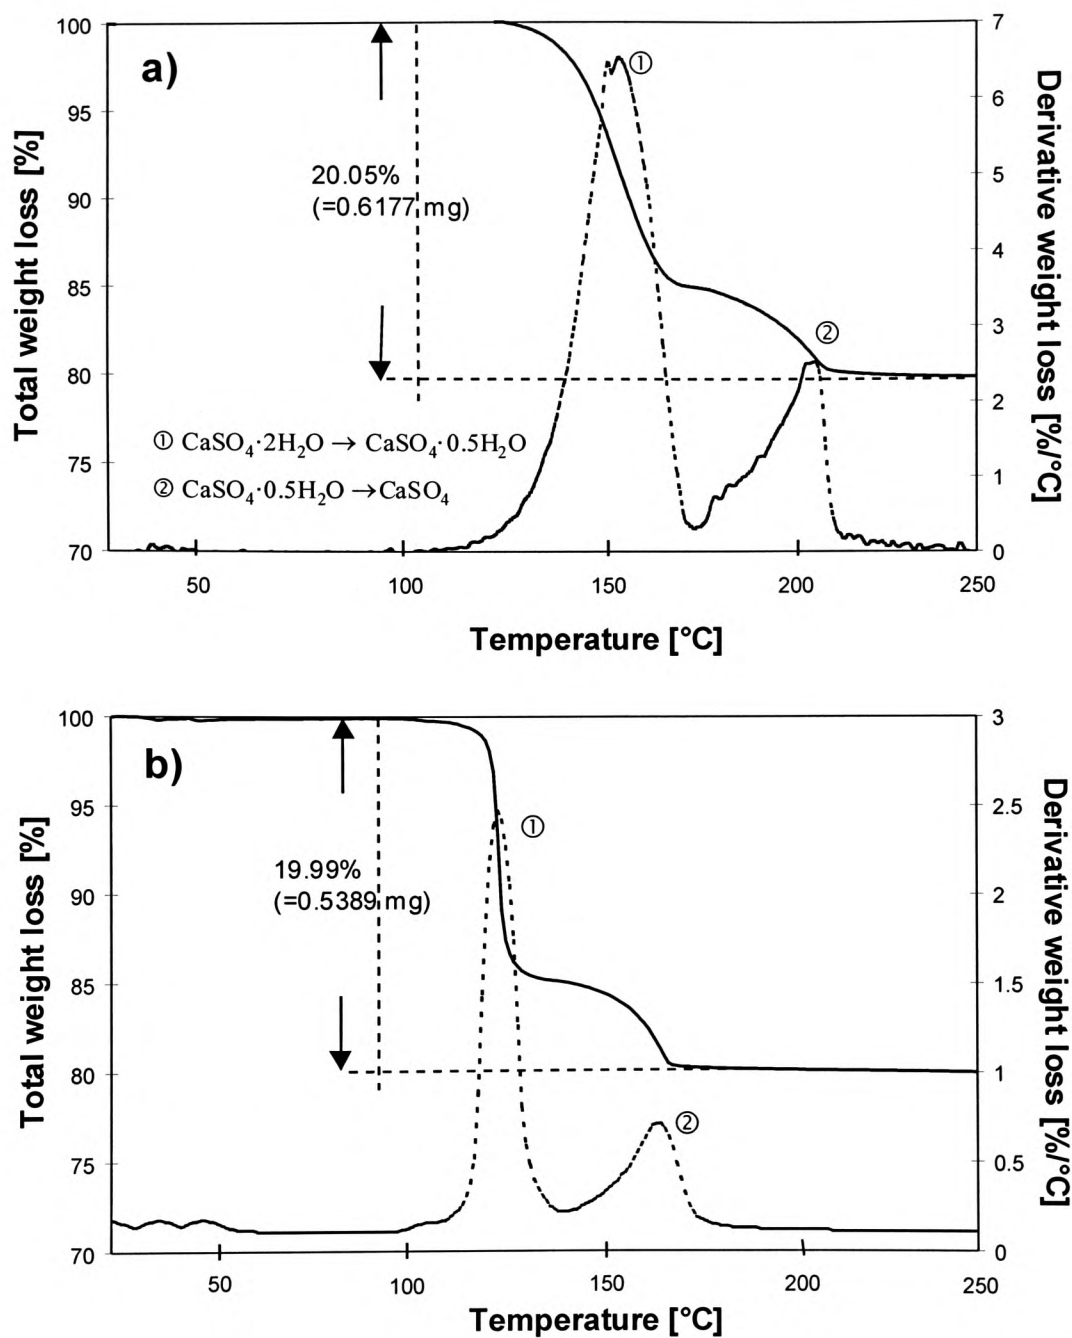 a)
Total weight loss [%]
100
95
90
85
80
75
70
7
6
5
4
3
2
1
0
Derivative weight loss [%/°C]
①
20.05%
(=0.6177 mg)
②
① CaSO₄·2H₂O → CaSO₄·0.5H₂O
② CaSO₄·0.5H₂O →CaSO₄
50 100 150 200 250
Temperature [°C]
b)
Total weight loss [%]
100
95
90
85
80
75
70
3
2.5
2
1.5
1
0.5
0
Derivative weight loss [%/°C]
①
19.99%
(=0.5389 mg)
②
50 100 150 200 250
Temperature [°C]